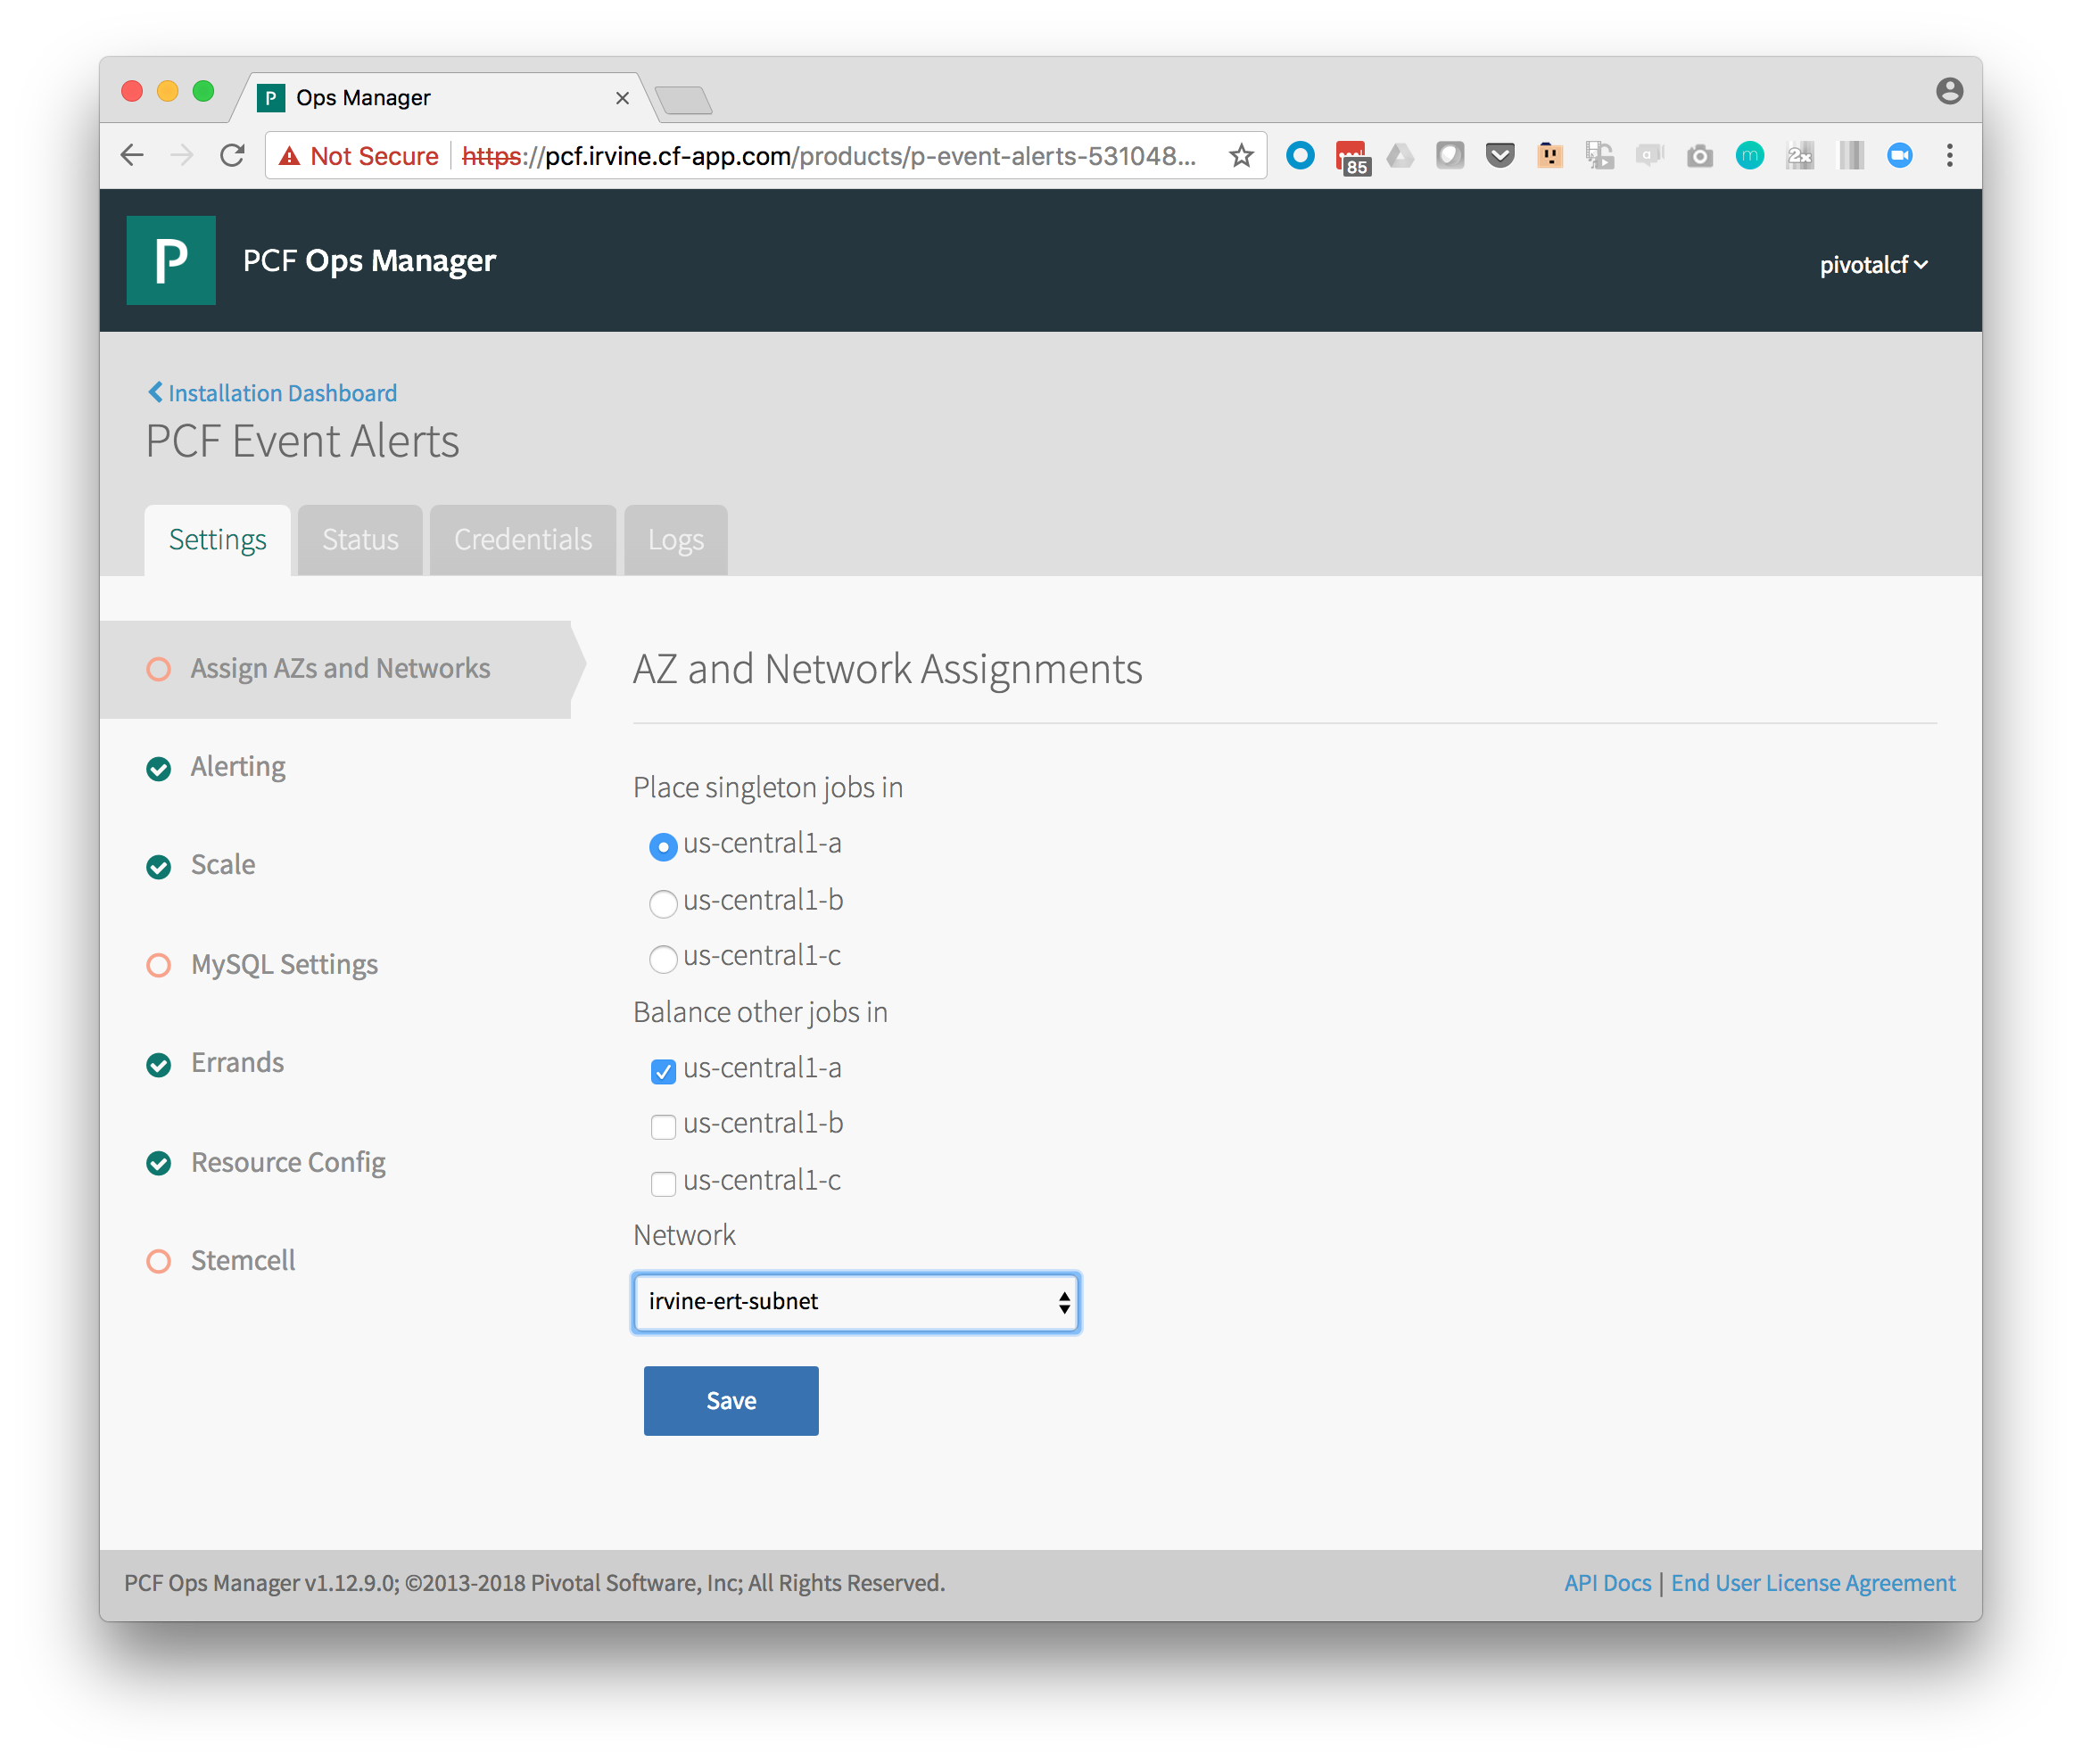 P Ops Manager
Not Secure https://pcf.irvine.cf-app.com/products/p-event-alerts-531048...
85
a
m
2x
P PCF Ops Manager
pivotalcf
Installation Dashboard
PCF Event Alerts
Settings Status Credentials Logs
Assign AZs and Networks
Alerting
Scale
MySQL Settings
Errands
Resource Config
Stemcell
AZ and Network Assignments
Place singleton jobs in
us-central1-a
us-central1-b
us-central1-c
Balance other jobs in
us-central1-a
us-central1-b
us-central1-c
Network
irvine-ert-subnet
Save
PCF Ops Manager v1.12.9.0; ©2013-2018 Pivotal Software, Inc; All Rights Reserved.
API Docs | End User License Agreement